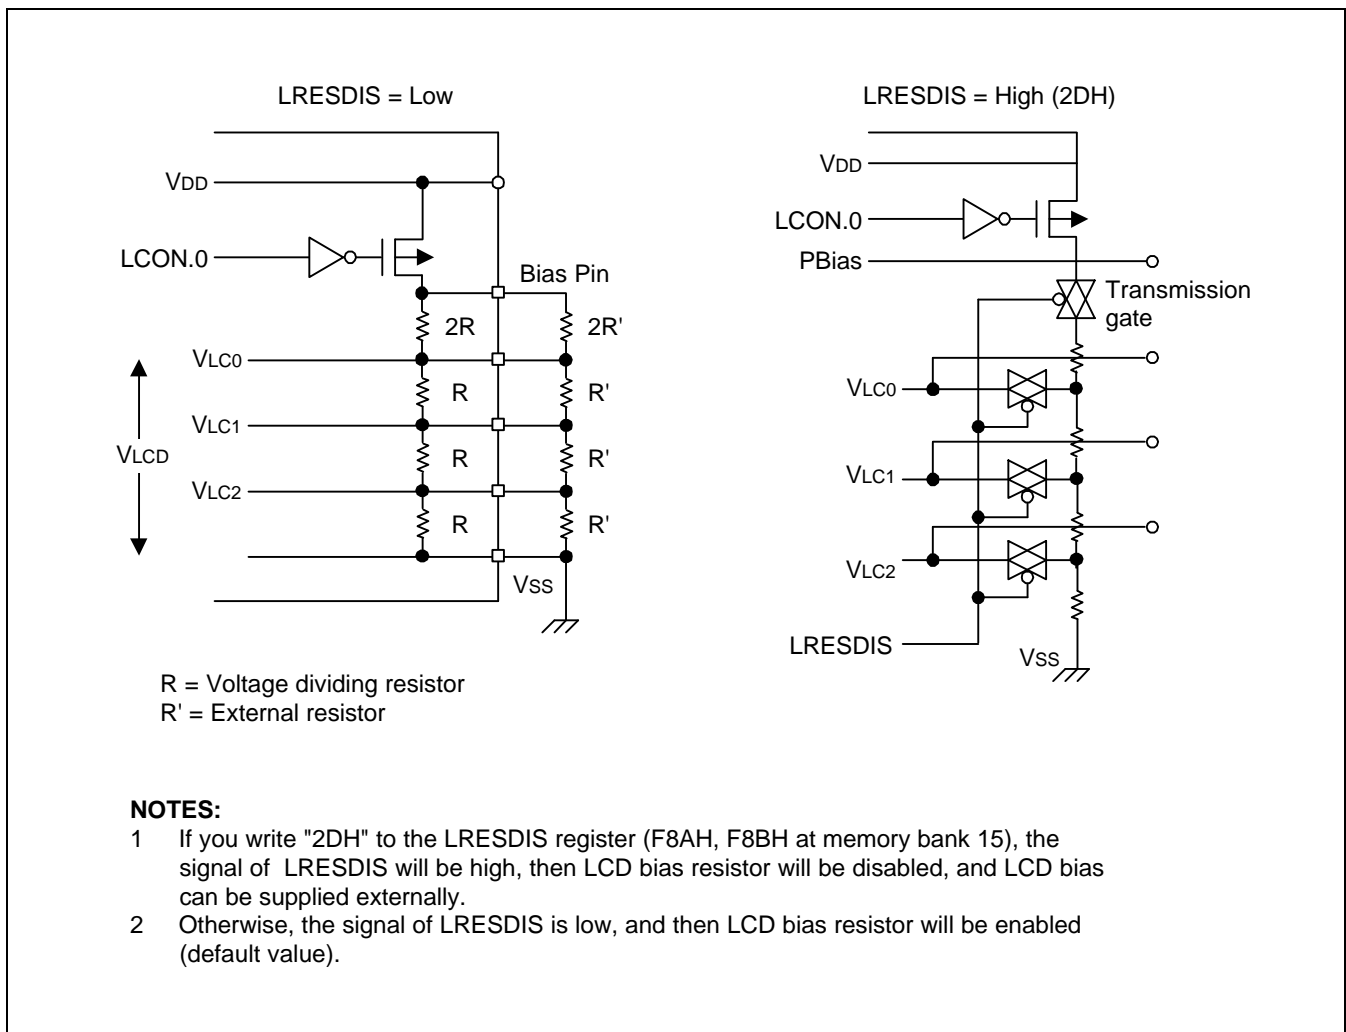 LRESDIS = Low
VDD
LCON.0
Bias Pin
2R
2R'
VLC0
R
R'
VLC1
VLCD
R
R'
VLC2
R
R'
VSS
R = Voltage dividing resistor
R' = External resistor
LRESDIS = High (2DH)
VDD
LCON.0
PBias
Transmission
gate
VLC0
VLC1
VLC2
LRESDIS
VSS
NOTES:
1 If you write "2DH" to the LRESDIS register (F8AH, F8BH at memory bank 15), the
signal of LRESDIS will be high, then LCD bias resistor will be disabled, and LCD bias
can be supplied externally.
2 Otherwise, the signal of LRESDIS is low, and then LCD bias resistor will be enabled
(default value).